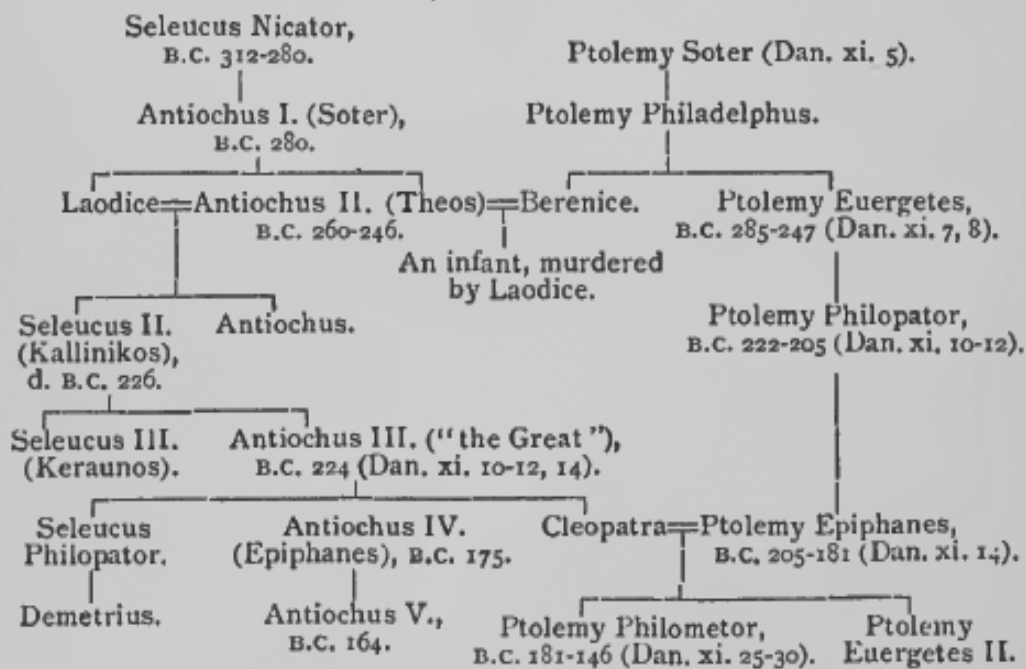 Seleucus Nicator,
B.C. 312-280.
Ptolemy Soter (Dan. xi. 5).
Antiochus I. (Soter),
B.C. 280.
Ptolemy Philadelphus.
Laodice=Antiochus II. (Theos)=Berenice.
B.C. 260-246.
Ptolemy Euergetes,
B.C. 285-247 (Dan. xi. 7, 8).
An infant, murdered
by Laodice.
Seleucus II.
(Kallinikos),
d. B.C. 226.
Antiochus.
Ptolemy Philopator,
B.C. 222-205 (Dan. xi. 10-12).
Seleucus III.
(Keraunos).
Antiochus III. ("the Great"),
B.C. 224 (Dan. xi. 10-12, 14).
Seleucus
Philopator.
Antiochus IV.
(Epiphanes), B.C. 175.
Cleopatra=Ptolemy Epiphanes,
B.C. 205-181 (Dan. xi. 14).
Demetrius.
Antiochus V.,
B.C. 164.
Ptolemy Philometor,
B.C. 181-146 (Dan. xi. 25-30).
Ptolemy
Euergetes II.